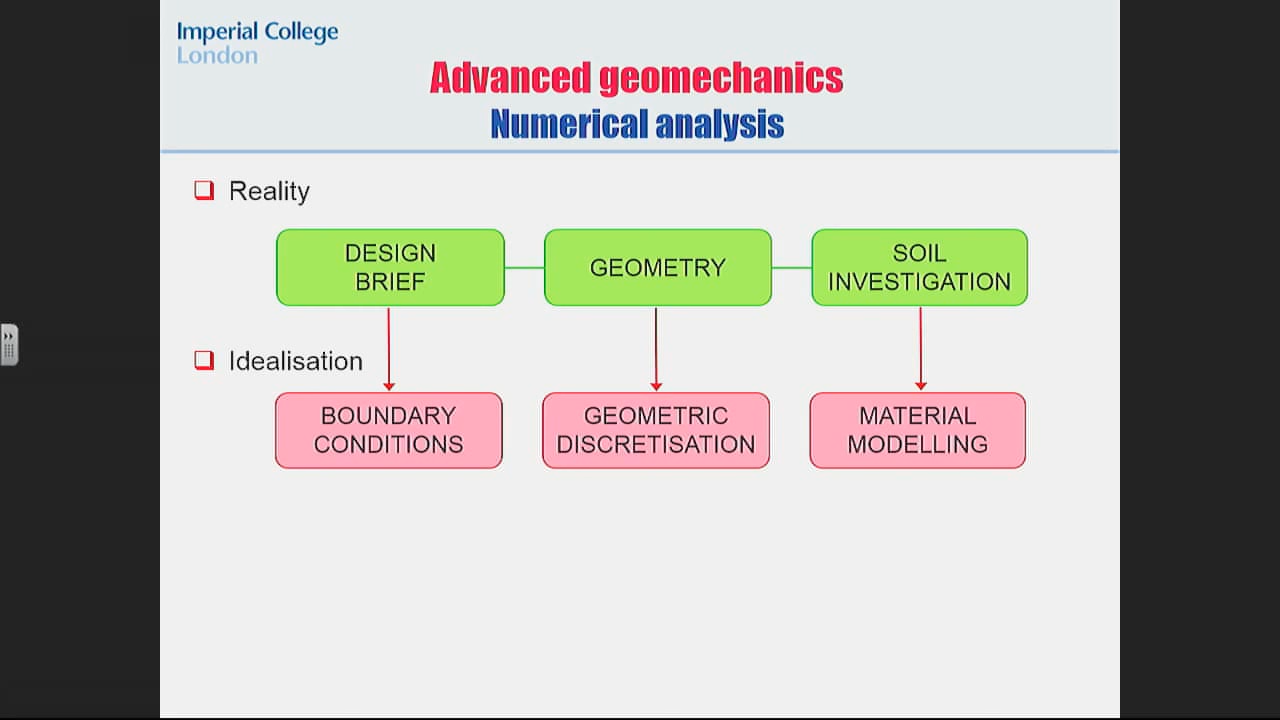 Imperial College
London
Advanced geomechanics
Numerical analysis
Reality
DESIGN
BRIEF
GEOMETRY
SOIL
INVESTIGATION
Idealisation
BOUNDARY
CONDITIONS
GEOMETRIC
DISCRETISATION
MATERIAL
MODELLING